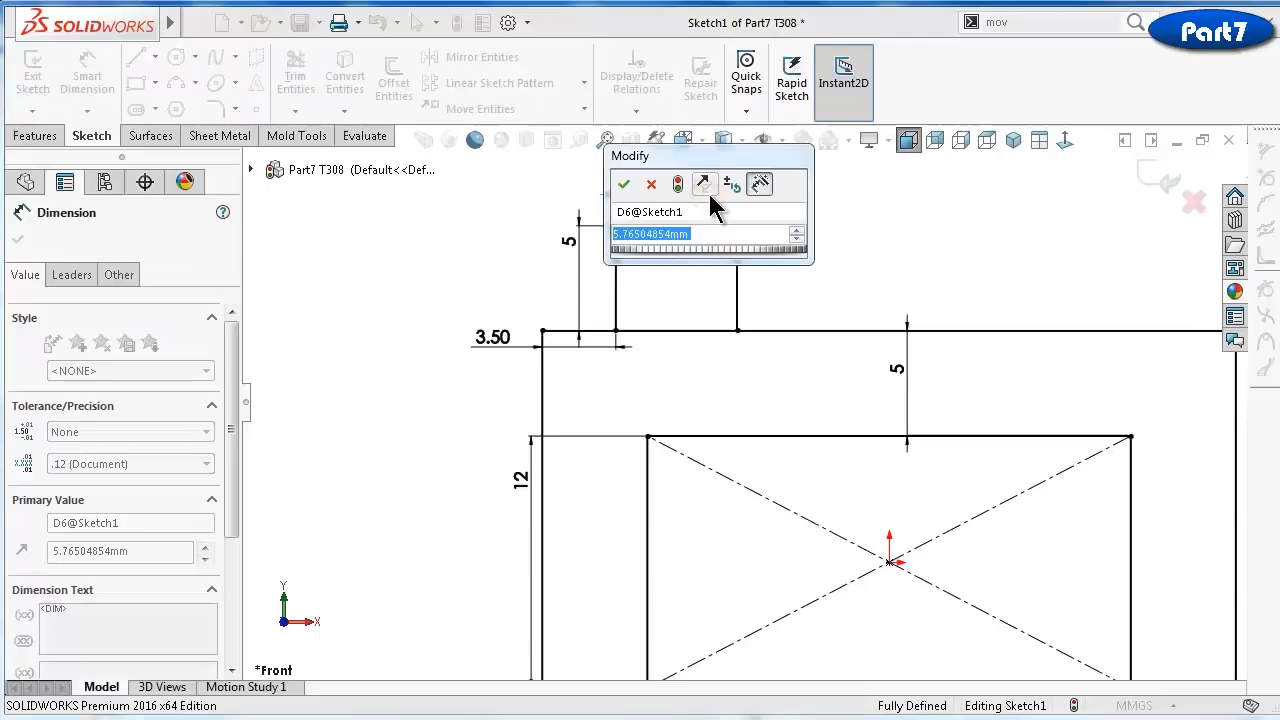 SOLIDWORKS
Sketch1 of Part7 T308 *
mov
Part7
Exit Sketch
Smart Dimension
Trim Entities
Convert Entities
Offset Entities
Mirror Entities
Linear Sketch Pattern
Move Entities
Display/Delete Relations
Repair Sketch
Quick Snaps
Rapid Sketch
Instant2D
Features
Sketch
Surfaces
Sheet Metal
Mold Tools
Evaluate
Part7 T308 (Default<<Def...
Modify
D6@Sketch1
5.76504854mm
Dimension
Value
Leaders
Other
Style
<NONE>
Tolerance/Precision
None
.12 (Document)
Primary Value
D6@Sketch1
5.76504854mm
Dimension Text
<DIM>
5
3.50
5
12
Y
X
*Front
Model
3D Views
Motion Study 1
SOLIDWORKS Premium 2016 x64 Edition
Fully Defined
Editing Sketch1
MMGS